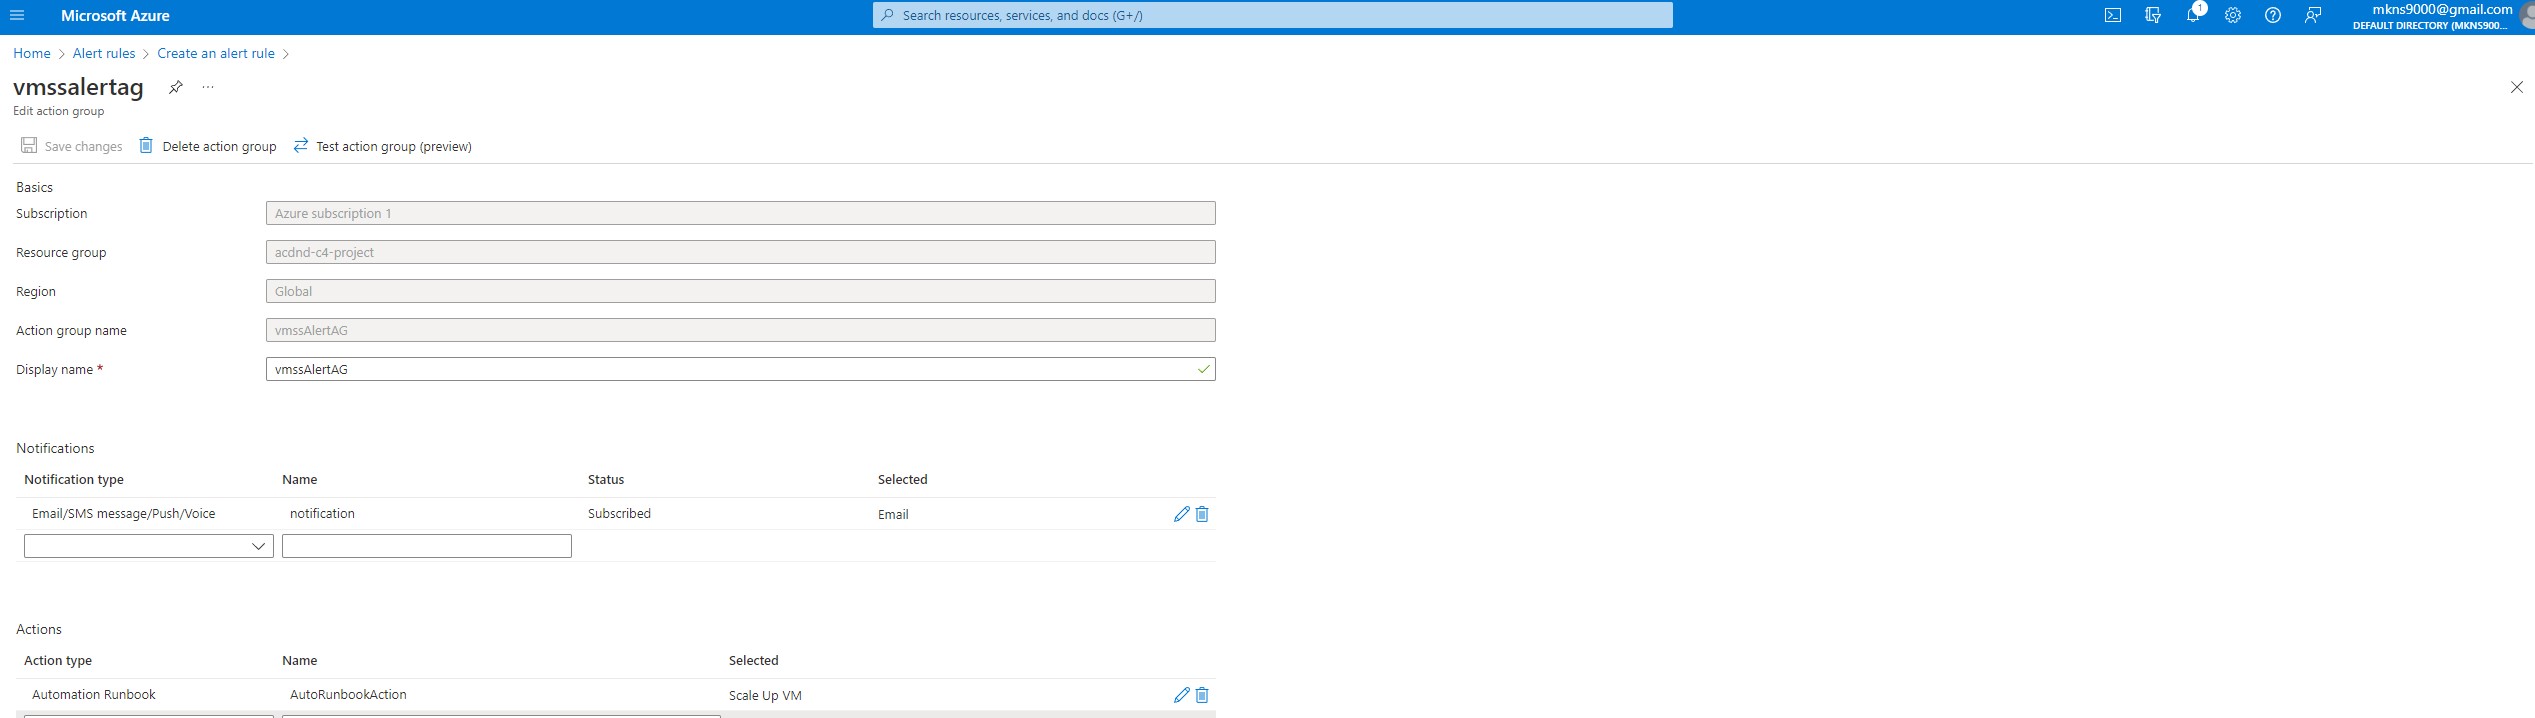 Microsoft Azure
Search resources, services, and docs (G+/)
1
mkns9000@gmail.com
DEFAULT DIRECTORY (MKNS900...
Home > Alert rules > Create an alert rule >
vmssalertag
...
Edit action group
Save changes
Delete action group
Test action group (preview)
Basics
Subscription
Azure subscription 1
Resource group
acdnd-c4-project
Region
Global
Action group name
vmssAlertAG
Display name *
vmssAlertAG
Notifications
Notification type Name Status Selected
Email/SMS message/Push/Voice notification Subscribed Email
Actions
Action type Name Selected
Automation Runbook AutoRunbookAction Scale Up VM